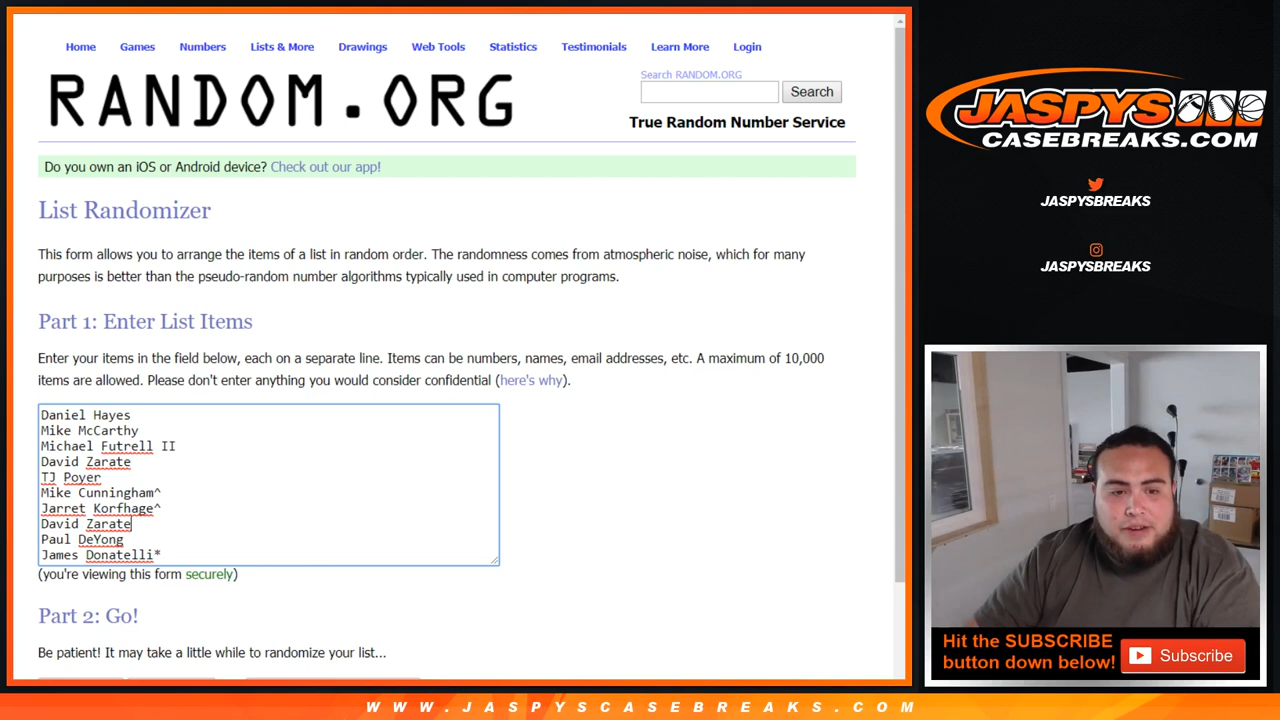 Home Games Numbers Lists & More Drawings Web Tools Statistics Testimonials Learn More Login
RANDOM.ORG
Search RANDOM.ORG
Search
True Random Number Service
Do you own an iOS or Android device? Check out our app!
List Randomizer
This form allows you to arrange the items of a list in random order. The randomness comes from atmospheric noise, which for many
purposes is better than the pseudo-random number algorithms typically used in computer programs.
Part 1: Enter List Items
Enter your items in the field below, each on a separate line. Items can be numbers, names, email addresses, etc. A maximum of 10,000
items are allowed. Please don't enter anything you would consider confidential (here's why).
Daniel Hayes
Mike McCarthy
Michael Futrell II
David Zarate
TJ Poyer
Mike Cunningham^
Jarret Korfhage^
David Zarate
Paul DeYong
James Donatelli*
(you're viewing this form securely)
Part 2: Go!
Be patient! It may take a little while to randomize your list...
JASPYS
CASEBREAKS.COM
JASPYSBREAKS
JASPYSBREAKS
Hit the SUBSCRIBE
button down below!
Subscribe
WWW.JASPYSCASEBREAKS.COM